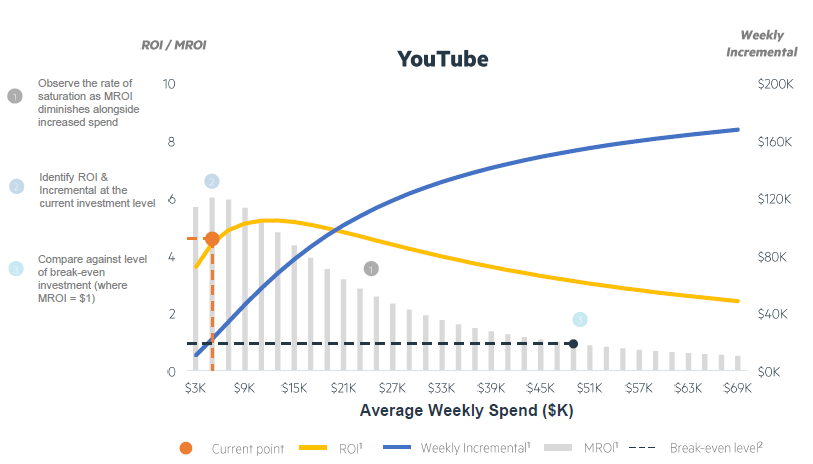 ROI / MROI
YouTube
Weekly
Incremental
1
Observe the rate of
saturation as MROI
diminishes alongside
increased spend
2
Identify ROI &
Incremental at the
current investment level
3
Compare against level
of break-even
investment (where
MROI = $1)
10
8
6
4
2
0
2
1
3
$200K
$160K
$120K
$80K
$40K
$0K
$3K $9K $15K $21K $27K $33K $39K $45K $51K $57K $63K $69K
Average Weekly Spend ($K)
Current point ROI¹ Weekly Incremental¹ MROI¹ Break-even level²